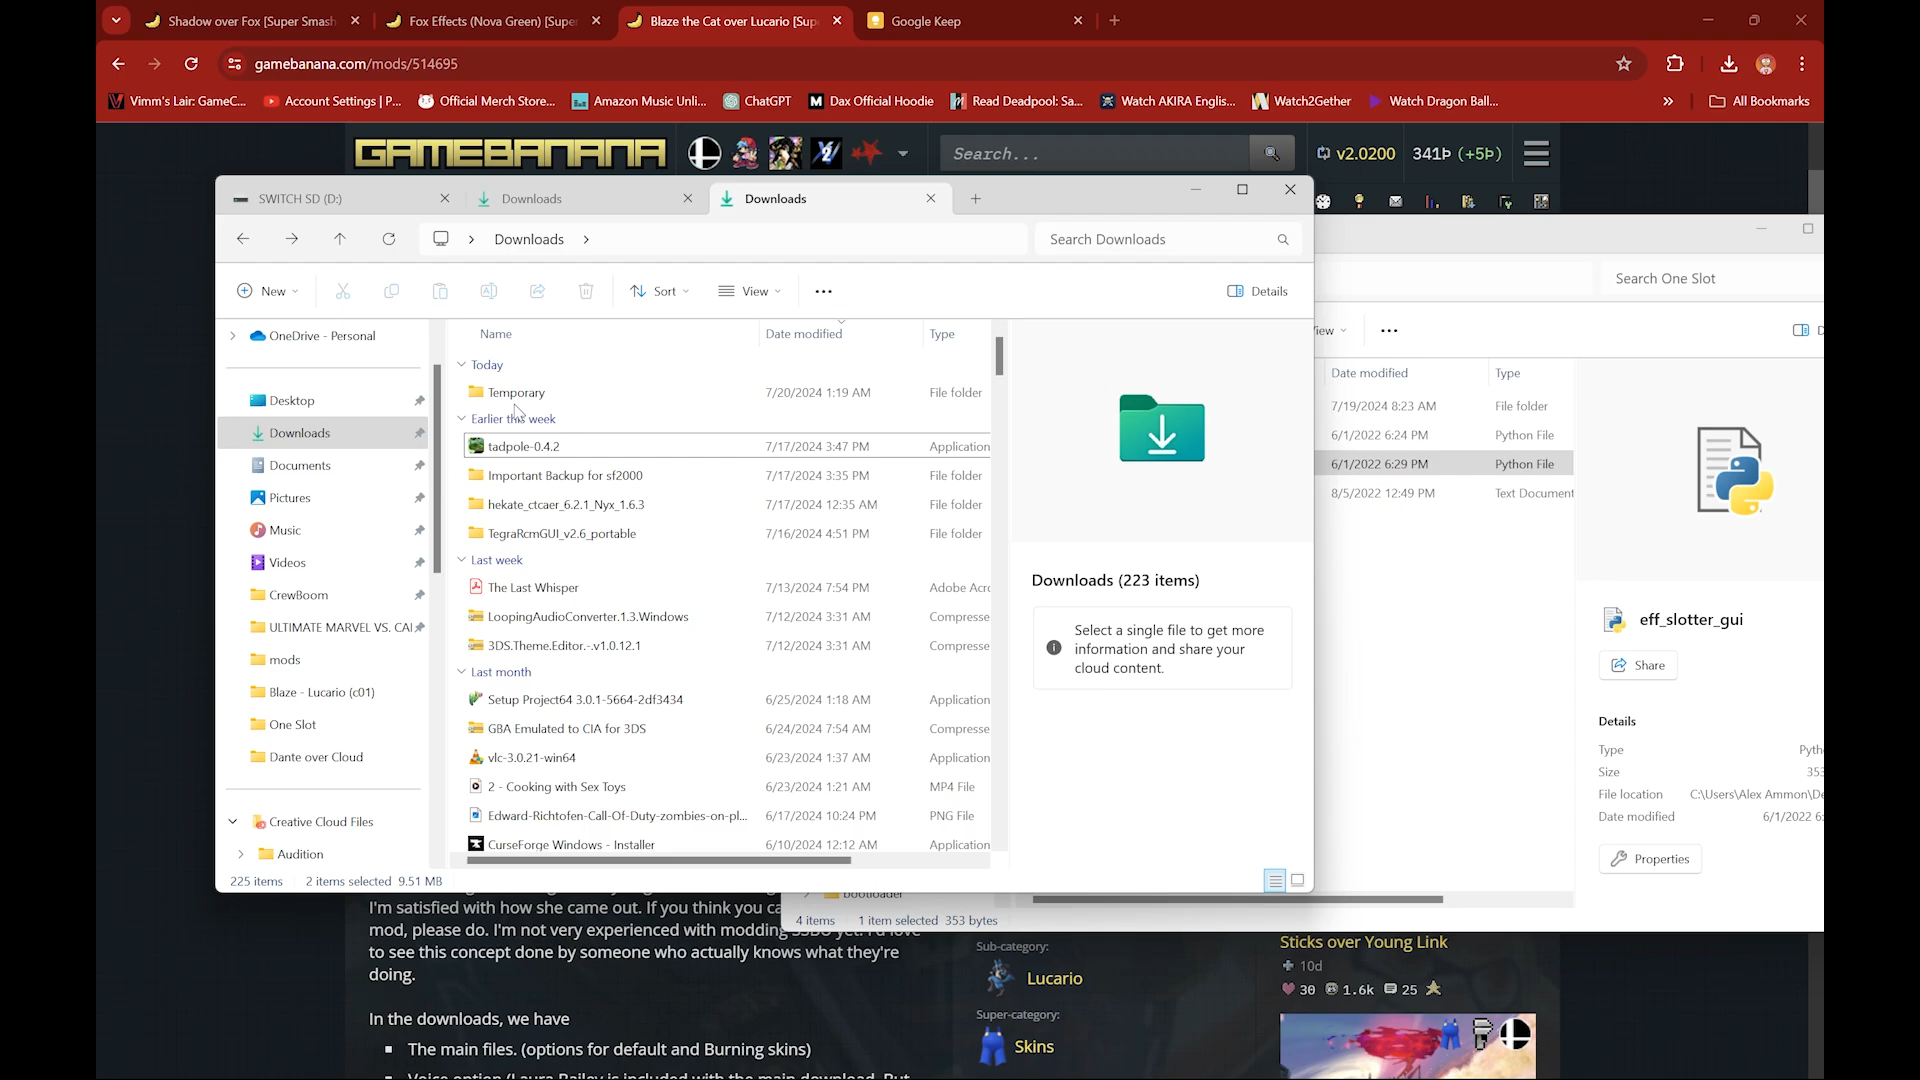 Shadow over Fox [Super Smash
Fox Effects (Nova Green) [Super
Blaze the Cat over Lucario [Sup
Google Keep
gamebanana.com/mods/514695
Vimm's Lair: GameC...
Account Settings | P...
Official Merch Store...
Amazon Music Unli...
ChatGPT
Dax Official Hoodie
Read Deadpool: Sa...
Watch AKIRA Englis...
Watch2Gether
Watch Dragon Ball...
All Bookmarks
GAMEBANANA
Search...
v2.0200
341Þ (+5Þ)
SWITCH SD (D:)
Downloads
Downloads
Downloads
Search Downloads
Search One Slot
New
Sort
View
Details
iew
D
OneDrive - Personal
Desktop
Downloads
Documents
Pictures
Music
Videos
CrewBoom
ULTIMATE MARVEL VS. CAI
mods
Blaze - Lucario (c01)
One Slot
Dante over Cloud
Creative Cloud Files
Audition
Name Date modified Type
Today
Temporary 7/20/2024 1:19 AM File folder
Earlier this week
tadpole-0.4.2 7/17/2024 3:47 PM Application
Important Backup for sf2000 7/17/2024 3:35 PM File folder
hekate_ctcaer_6.2.1_Nyx_1.6.3 7/17/2024 12:35 AM File folder
TegraRcmGUI_v2.6_portable 7/16/2024 4:51 PM File folder
Last week
The Last Whisper 7/13/2024 7:54 PM Adobe Acro
LoopingAudioConverter.1.3.Windows 7/12/2024 3:31 AM Compresse
3DS.Theme.Editor.-.v1.0.12.1 7/12/2024 3:31 AM Compresse
Last month
Setup Project64 3.0.1-5664-2df3434 6/25/2024 1:18 AM Application
GBA Emulated to CIA for 3DS 6/24/2024 7:54 AM Compresse
vlc-3.0.21-win64 6/23/2024 1:37 AM Application
2 - Cooking with Sex Toys 6/23/2024 1:21 AM MP4 File
Edward-Richtofen-Call-Of-Duty-zombies-on-pl... 6/17/2024 10:24 PM PNG File
CurseForge Windows - Installer 6/10/2024 12:12 AM Application
225 items 2 items selected 9.51 MB
Downloads (223 items)
Select a single file to get more
information and share your
cloud content.
Date modified Type
7/19/2024 8:23 AM File folder
6/1/2022 6:24 PM Python File
6/1/2022 6:29 PM Python File
8/5/2022 12:49 PM Text Document
eff_slotter_gui
Share
Details
Type Pyth
Size 353
File location C:\Users\Alex Ammon\De
Date modified 6/1/2022 6:
Properties
bootloader
4 items 1 item selected 353 bytes
I'm satisfied with how she came out. If you think you ca
mod, please do. I'm not very experienced with modding
to see this concept done by someone who actually knows what they're
doing.
In the downloads, we have
The main files. (options for default and Burning skins)
Sub-category:
Lucario
Super-category:
Skins
Sticks over Young Link
10d
30 1.6k 25